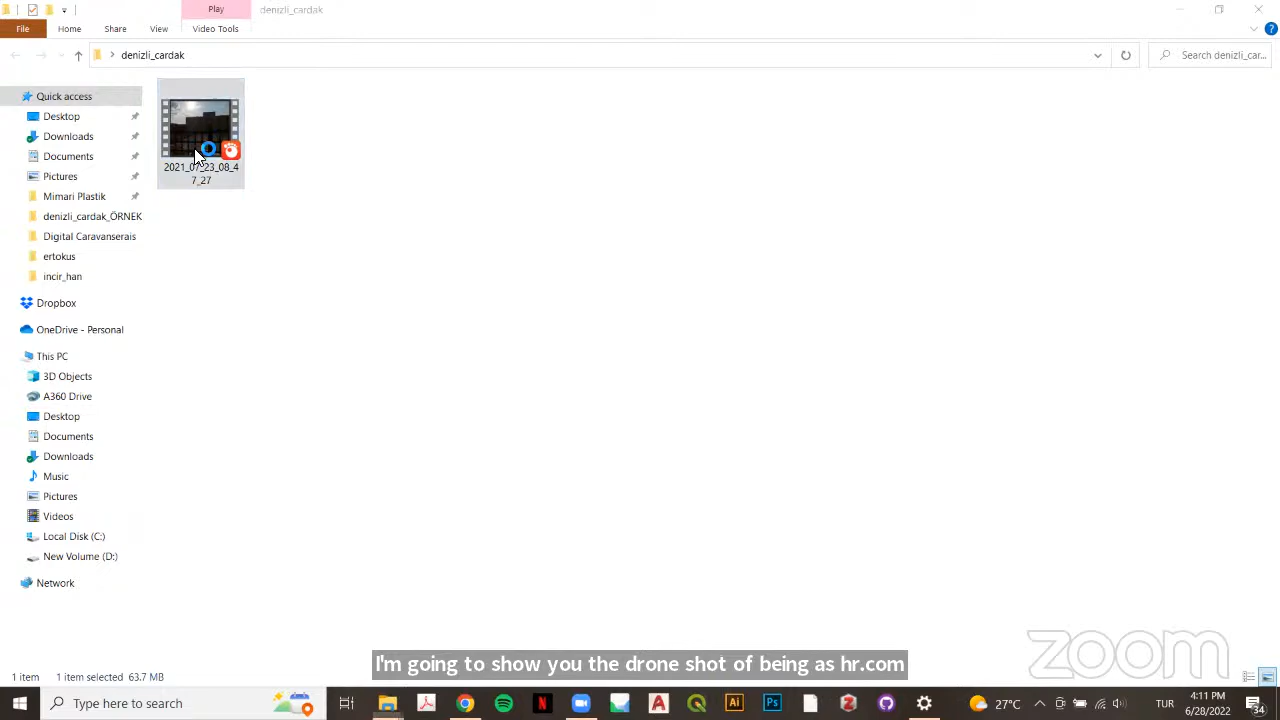 Play
denizli_cardak
File
Home
Share
View
Video Tools
denizli_cardak
Search denizli_car...
Quick access
Desktop
Downloads
Documents
Pictures
Mimari Plastik
denizli_cardak_ÖRNEK
Digital Caravanserais
ertokus
incir_han
Dropbox
OneDrive - Personal
This PC
3D Objects
A360 Drive
Desktop
Documents
Downloads
Music
Pictures
Videos
Local Disk (C:)
New Volume (D:)
Network
2021_07_23_08_4
7_27
I'm going to show you the drone shot of being as hr.com
zoom
1 item
1 item selected 63.7 MB
Type here to search
N
A
Ai
Ps
Z
27°C
TUR
4:11 PM
6/28/2022
34